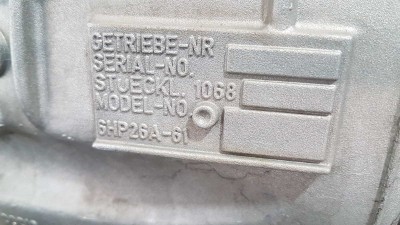 GETRIEBE-NR
SERIAL-NO.
STUECKL. 1068
MODEL-NO
6HP26A-61